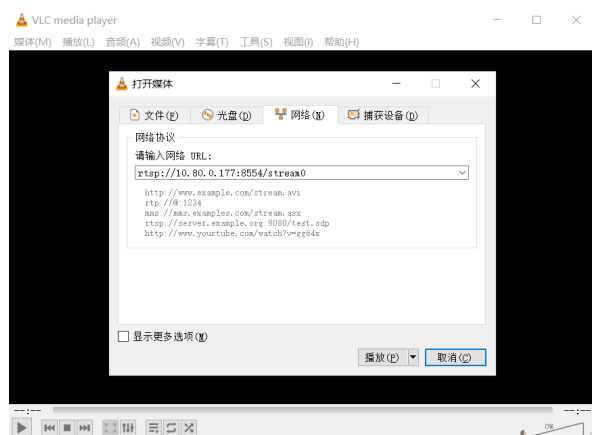 VLC media player
媒体(M) 播放(L) 音频(A) 视频(V) 字幕(T) 工具(S) 视图(I) 帮助(H)
打开媒体
文件(F) 光盘(D) 网络(N) 捕获设备(D)
网络协议
请输入网络 URL:
rtsp://10.80.0.177:8554/stream0
http://www.example.com/stream.avi
rtp://@:1234
mms://mms.examples.com/stream.asx
rtsp://server.example.org:8080/test.sdp
http://www.yourtube.com/watch?v=gg64x
显示更多选项(M)
播放(P) 取消(C)
--:-- --:--
0%